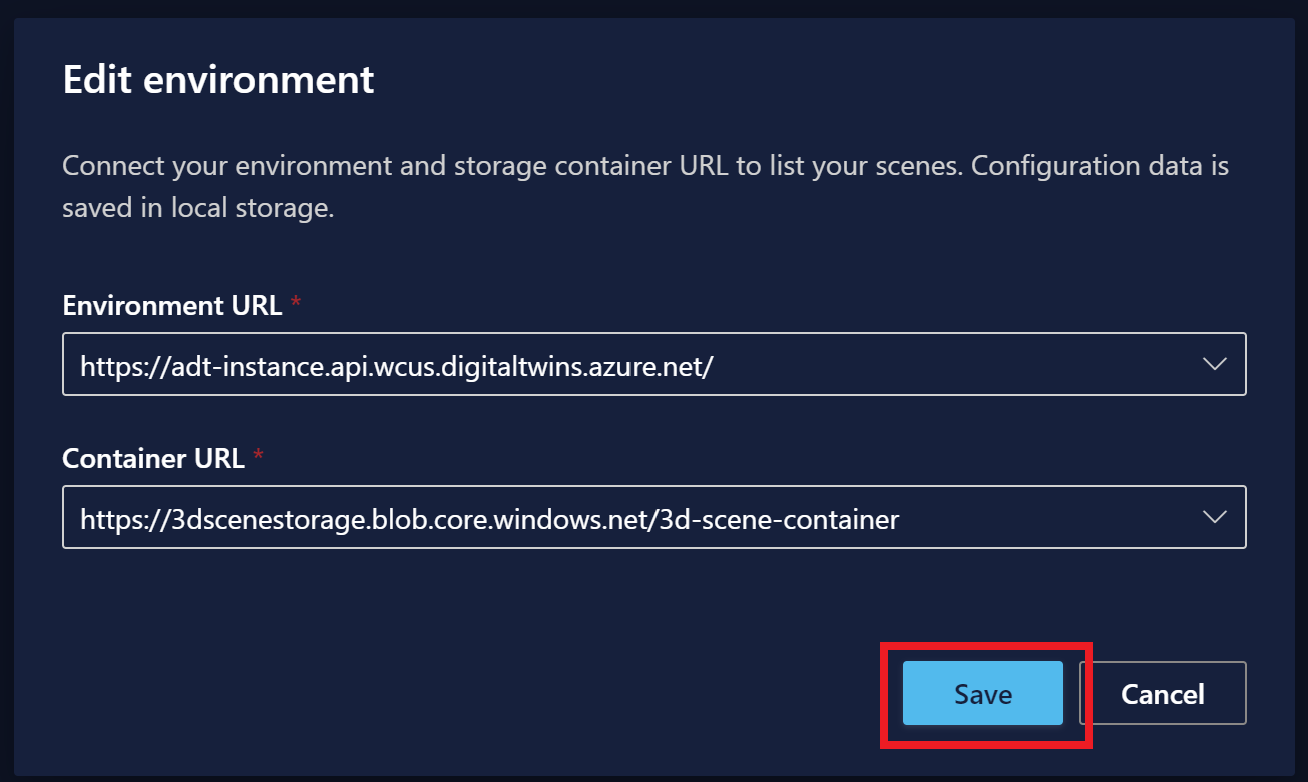 Edit environment
Connect your environment and storage container URL to list your scenes. Configuration data is
saved in local storage.
Environment URL *
https://adt-instance.api.wcus.digitaltwins.azure.net/
Container URL *
https://3dscenestorage.blob.core.windows.net/3d-scene-container
Save Cancel